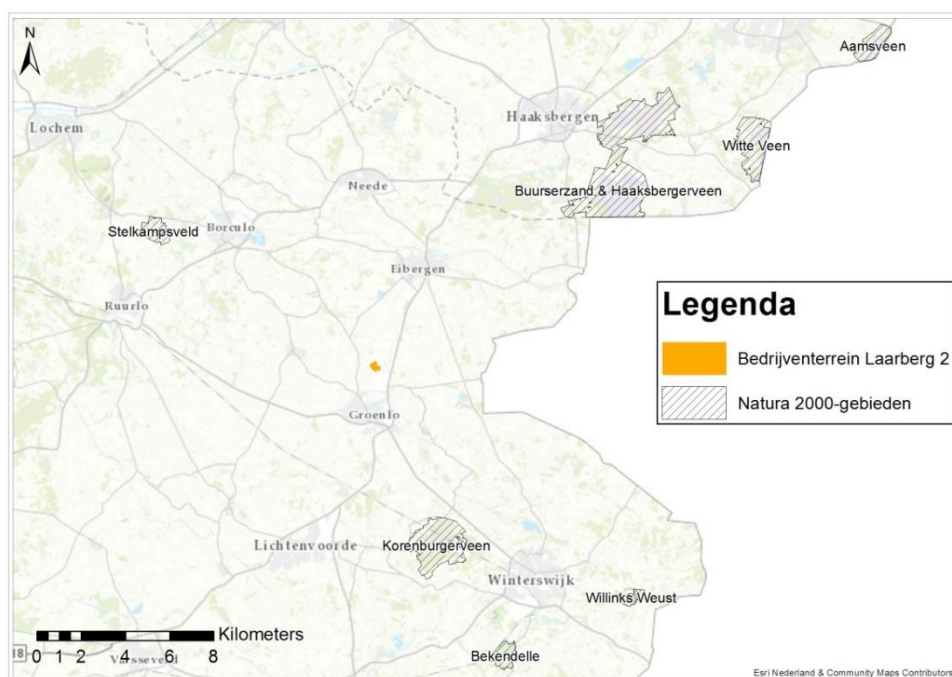 N
Aamsveen
Lochem
Haaksbergen
Witte Veen
Neede
Buurserzand & Haaksbergerveen
Stelkampsveld
Borculo
Eibergen
Ruurlo
Legenda
Bedrijventerrein Laarberg 2
Natura 2000-gebieden
Groenlo
Lichtenvoorde
Korenburgerveen
Winterswijk
Willinks Weust
Kilometers
0 1 2 4 6 8
18
Varsseveld
Bekendelle
Esri Nederland & Community Maps Contributors